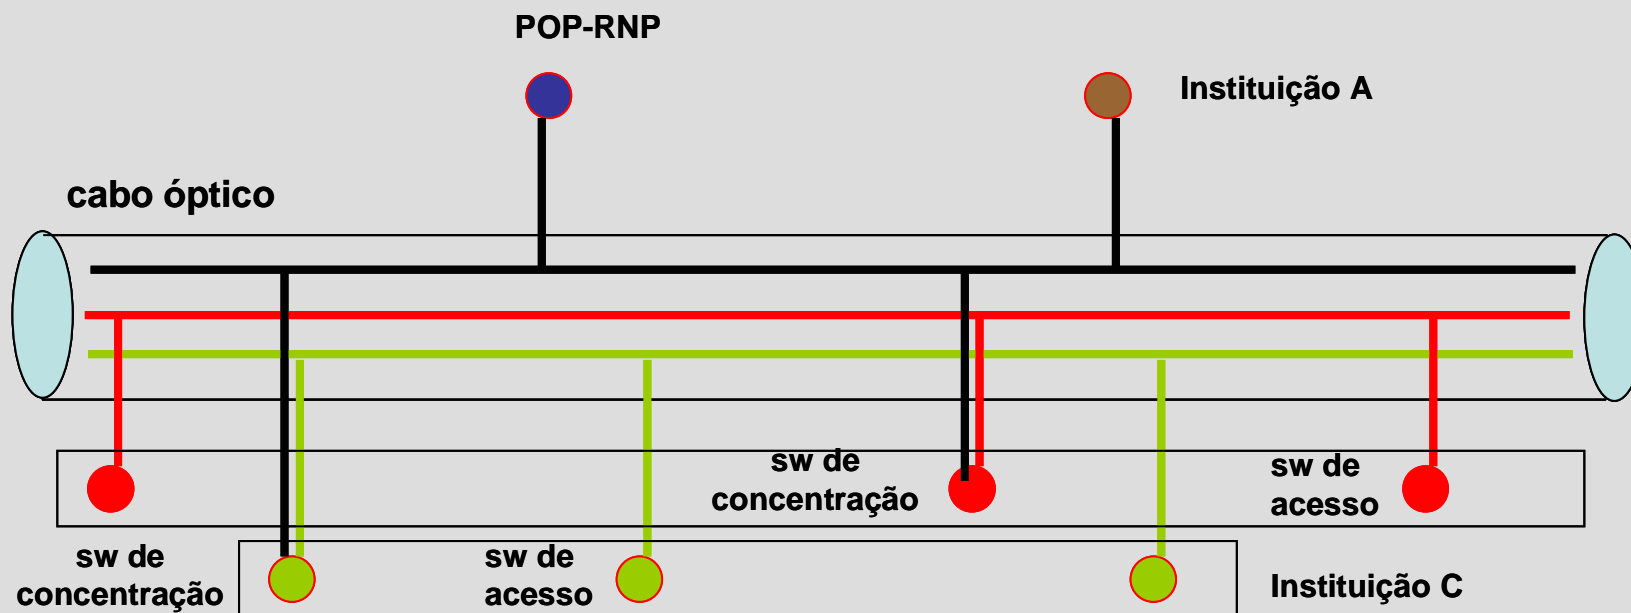 POP-RNP
Instituição A
cabo óptico
sw de
concentração
sw de
acesso
sw de
concentração
sw de
acesso
Instituição C